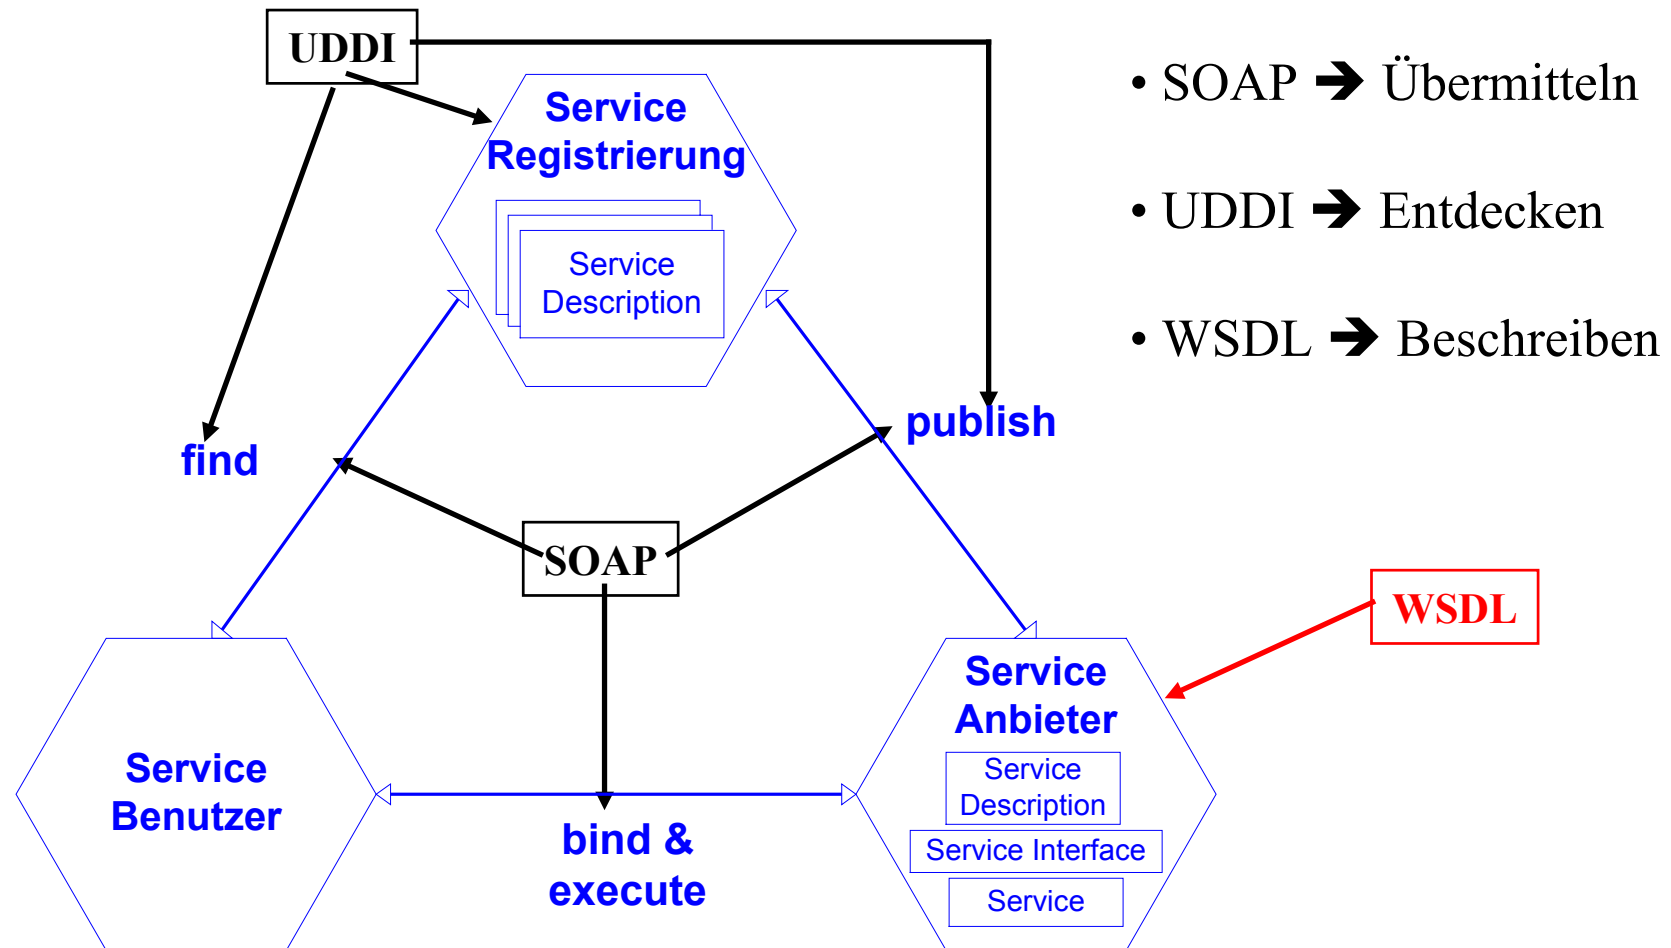 UDDI
Service
Registrierung
Service
Description
• SOAP ➔ Übermitteln
• UDDI ➔ Entdecken
• WSDL ➔ Beschreiben
find
publish
SOAP
WSDL
Service
Benutzer
bind &
execute
Service
Anbieter
Service
Description
Service Interface
Service